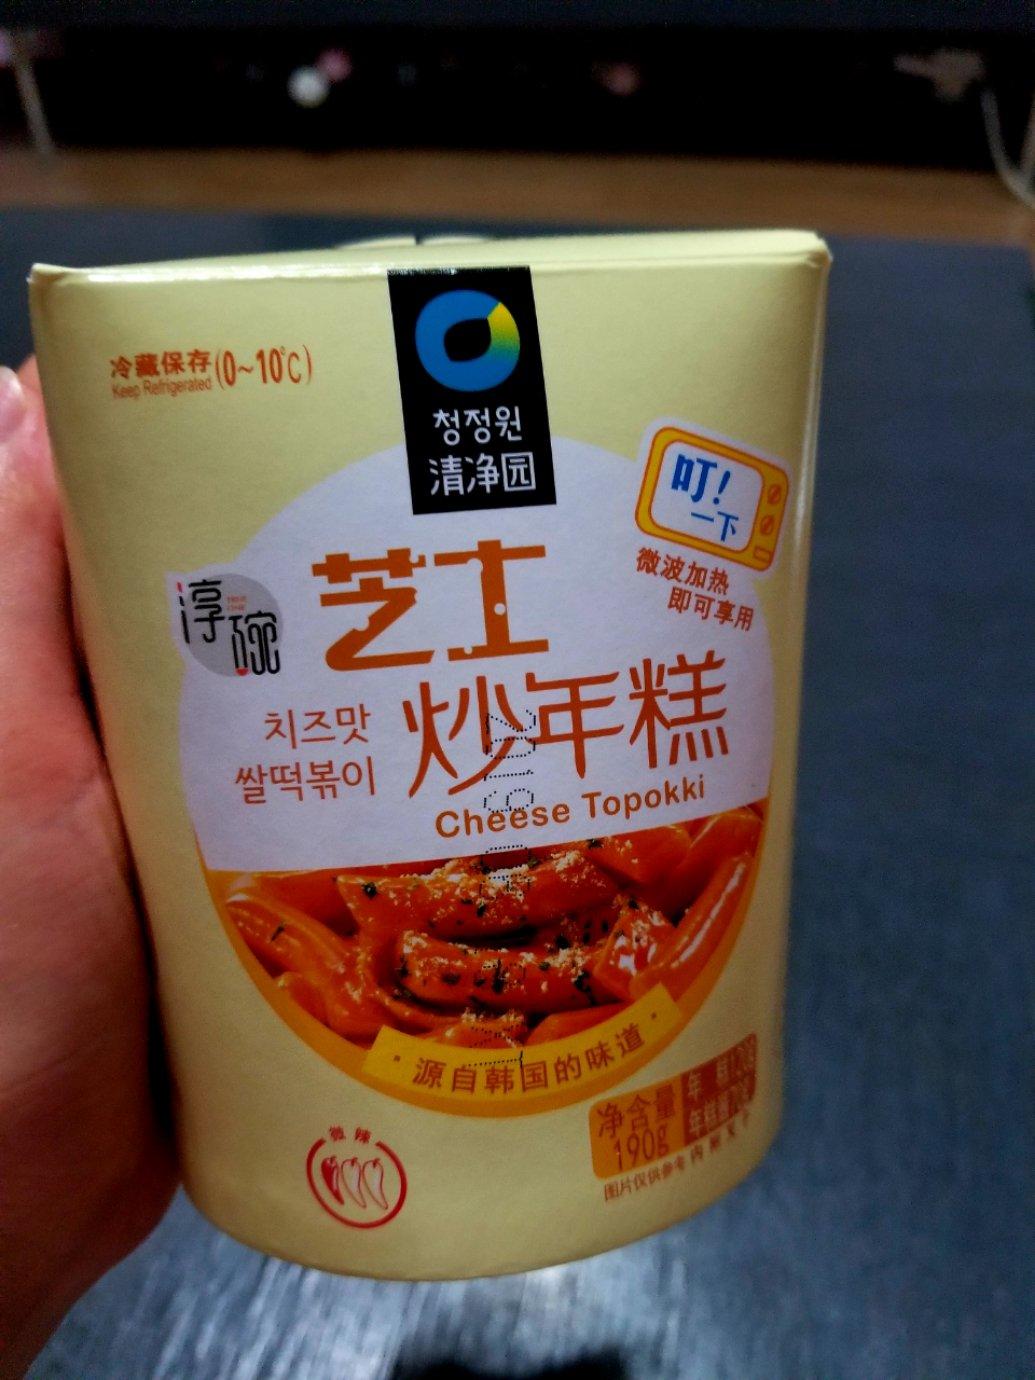 冷藏保存(0~10℃)
Keep Refrigerated
청정원
清净园
叮!
一下
微波加热
即可享用
淳碗
芝士
炒年糕
치즈맛
쌀떡볶이
Cheese Topokki
·源自韩国的味道·
微辣
净含量
190g
图片仅供参考